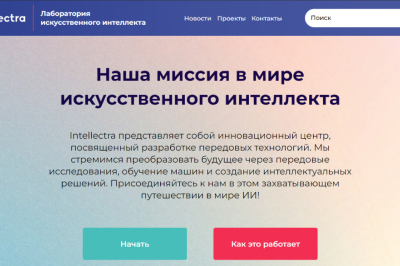 ectra
Лаборатория
искусственного интеллекта
Новости Проекты Контакты
Поиск
Наша миссия в мире
искусственного интеллекта
Intellectra представляет собой инновационный центр,
посвященный разработке передовых технологий. Мы
стремимся преобразовать будущее через передовые
исследования, обучение машин и создание интеллектуальных
решений. Присоединяйтесь к нам в этом захватывающем
путешествии в мире ИИ!
Начать
Как это работает